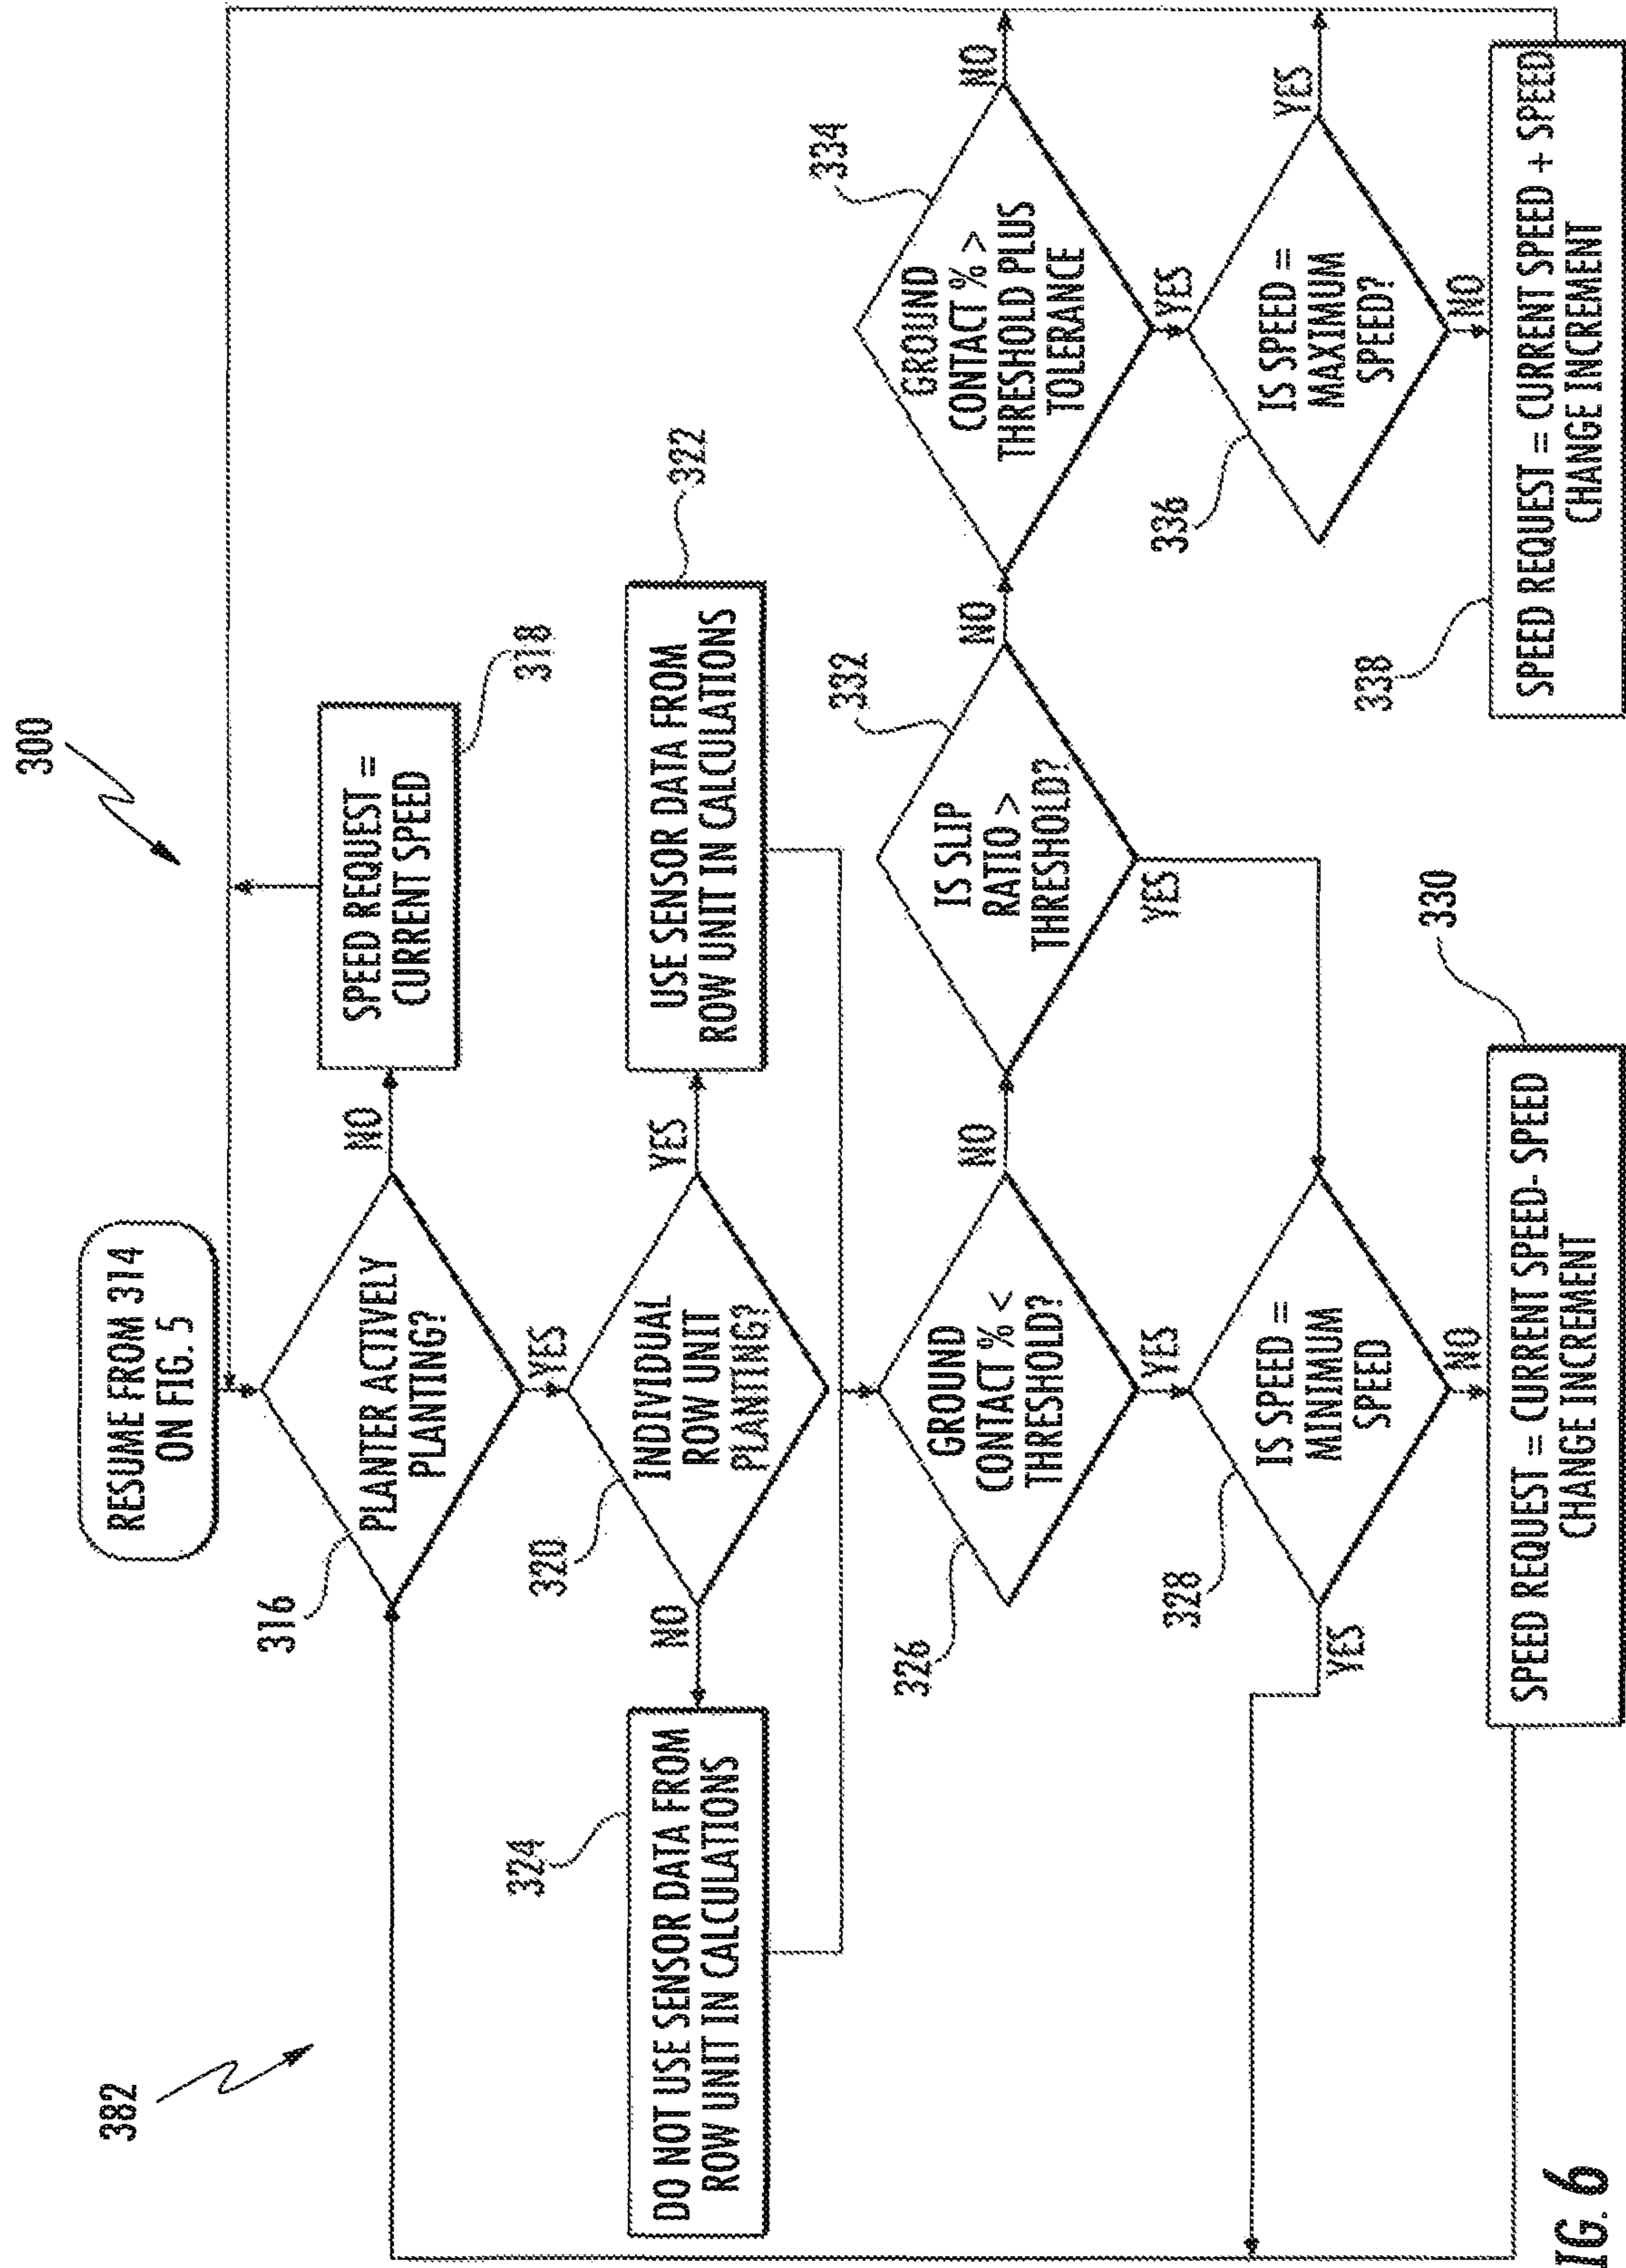 300
382
RESUME FROM 314
ON FIG. 5
316
PLANTER ACTIVELY
PLANTING?
NO
SPEED REQUEST =
CURRENT SPEED
318
YES
320
INDIVIDUAL
ROW UNIT
PLANTING?
NO
DO NOT USE SENSOR DATA FROM
ROW UNIT IN CALCULATIONS
324
YES
USE SENSOR DATA FROM
ROW UNIT IN CALCULATIONS
322
326
GROUND
CONTACT % <
THRESHOLD?
NO
IS SLIP
RATIO >
THRESHOLD?
332
NO
GROUND
CONTACT % >
THRESHOLD PLUS
TOLERANCE
334
NO
YES
YES
YES
328
IS SPEED =
MINIMUM
SPEED
YES
NO
336
IS SPEED =
MAXIMUM
SPEED?
YES
NO
SPEED REQUEST = CURRENT SPEED- SPEED
CHANGE INCREMENT
330
338
SPEED REQUEST = CURRENT SPEED + SPEED
CHANGE INCREMENT
FIG. 6